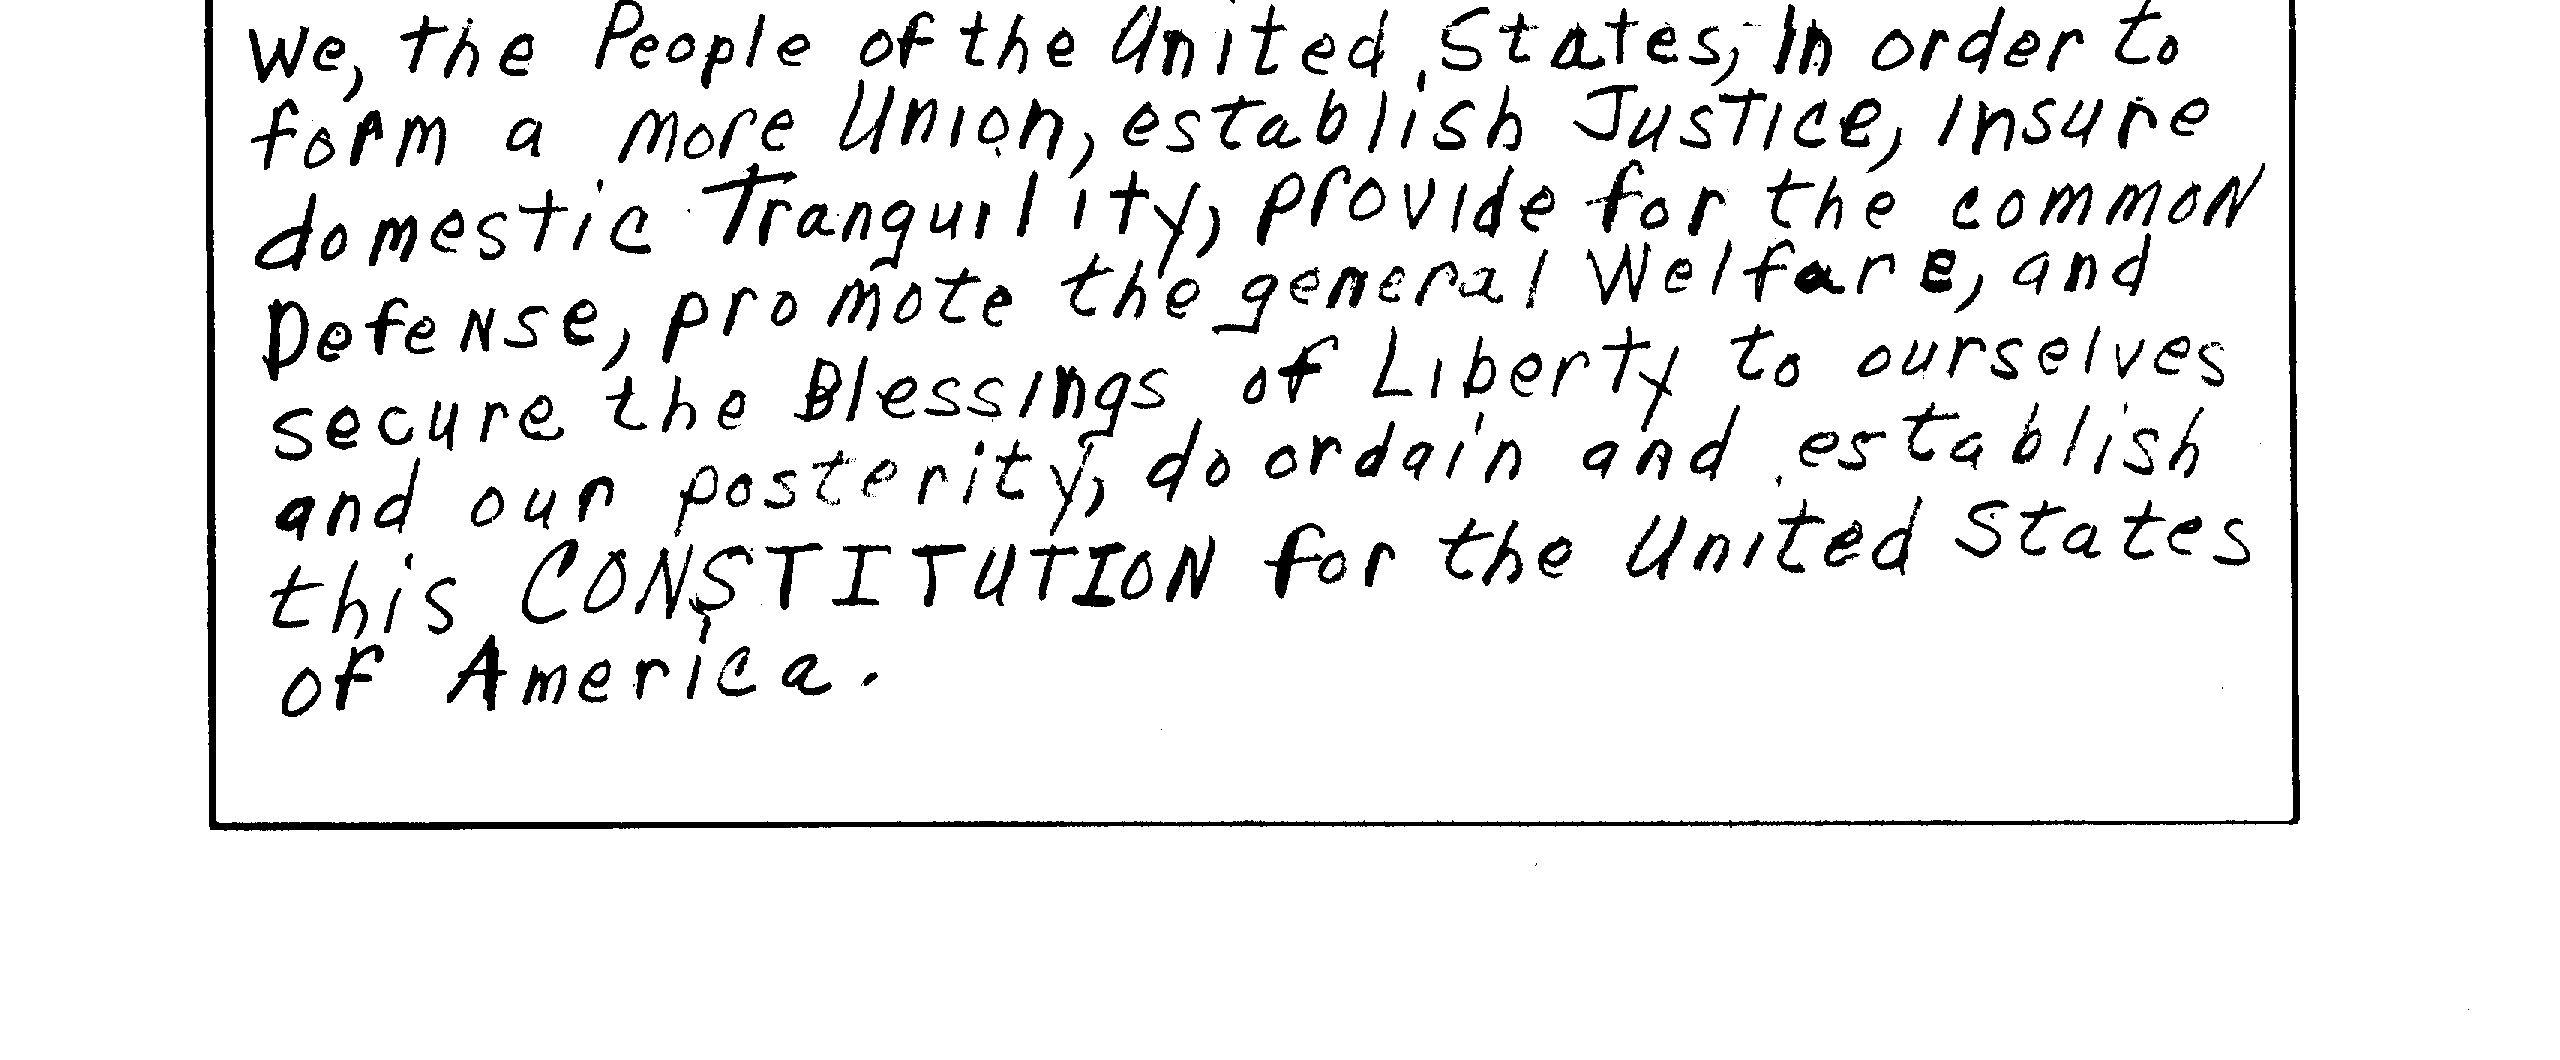 We, the People of the United States, In order to
form a more Union, establish Justice, insure
domestic Tranquility, provide for the common
Defense, promote the general Welfare, and
secure the Blessings of Liberty to ourselves
and our posterity, do ordain and establish
this CONSTITUTION for the United States
of America.